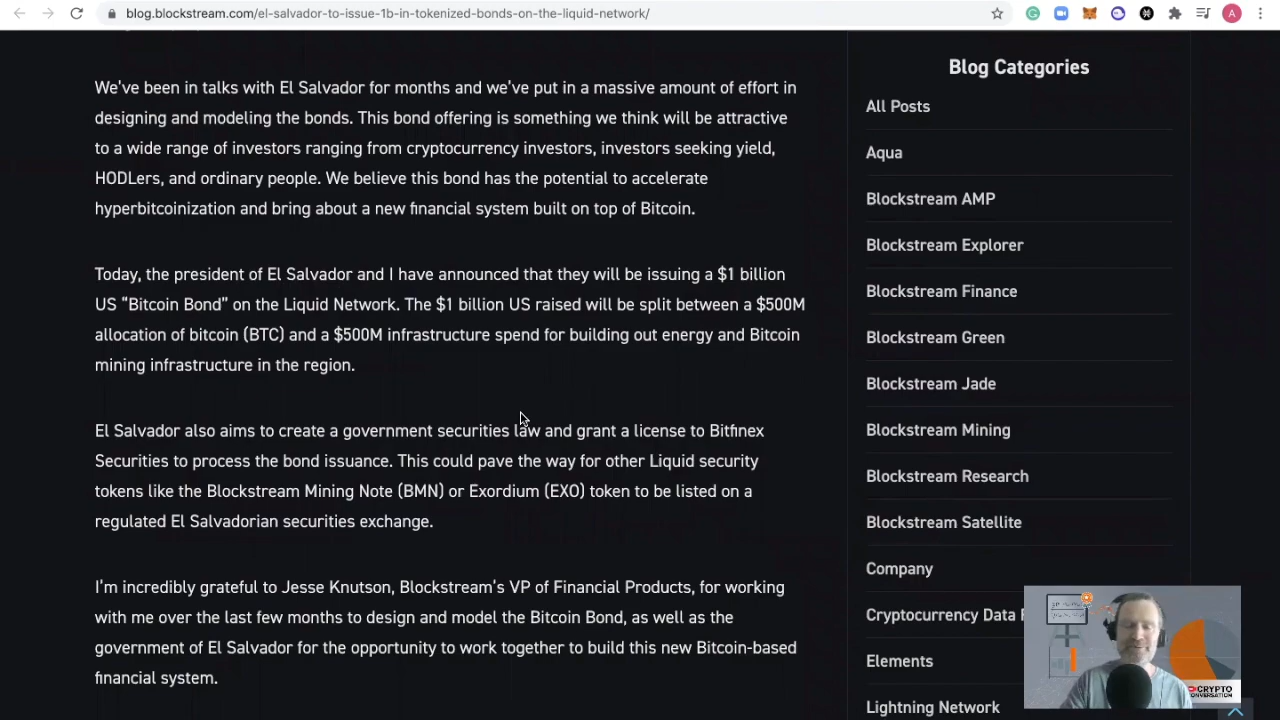 blog.blockstream.com/el-salvador-to-issue-1b-in-tokenized-bonds-on-the-liquid-network/
A
We've been in talks with El Salvador for months and we've put in a massive amount of effort in
designing and modeling the bonds. This bond offering is something we think will be attractive
to a wide range of investors ranging from cryptocurrency investors, investors seeking yield,
HODLers, and ordinary people. We believe this bond has the potential to accelerate
hyperbitcoinization and bring about a new financial system built on top of Bitcoin.
Today, the president of El Salvador and I have announced that they will be issuing a $1 billion
US “Bitcoin Bond” on the Liquid Network. The $1 billion US raised will be split between a $500M
allocation of bitcoin (BTC) and a $500M infrastructure spend for building out energy and Bitcoin
mining infrastructure in the region.
El Salvador also aims to create a government securities law and grant a license to Bitfinex
Securities to process the bond issuance. This could pave the way for other Liquid security
tokens like the Blockstream Mining Note (BMN) or Exordium (EXO) token to be listed on a
regulated El Salvadorian securities exchange.
I'm incredibly grateful to Jesse Knutson, Blockstream's VP of Financial Products, for working
with me over the last few months to design and model the Bitcoin Bond, as well as the
government of El Salvador for the opportunity to work together to build this new Bitcoin-based
financial system.
Blog Categories
All Posts
Aqua
Blockstream AMP
Blockstream Explorer
Blockstream Finance
Blockstream Green
Blockstream Jade
Blockstream Mining
Blockstream Research
Blockstream Satellite
Company
Cryptocurrency Data
Elements
Lightning Network
CRYPTO
CONVERSATION